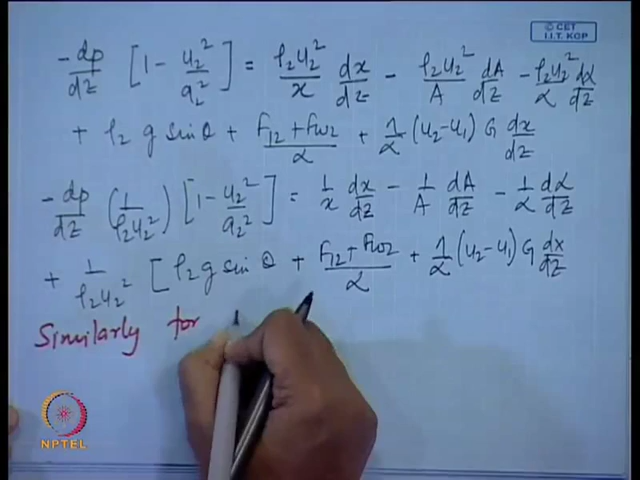 © CET
I.I.T. KGP
-dp/dz [1 - u₂²/a₂²] = ρ₂u₂²/x dx/dz - ρ₂u₂²/A dA/dz - ρ₂u₂²/α dα/dz
+ ρ₂ g sin θ + (F₁₂ + Fw₂)/α + 1/α (u₂-u₁) G dx/dz
-dp/dz (1/ρ₂u₂²) [1 - u₂²/a₂²] = 1/x dx/dz - 1/A dA/dz - 1/α dα/dz
+ 1/ρ₂u₂² [ρ₂g sin θ + (F₁₂ + Fw₂)/α + 1/α (u₂-u₁) G dx/dz
Similarly for
NPTEL